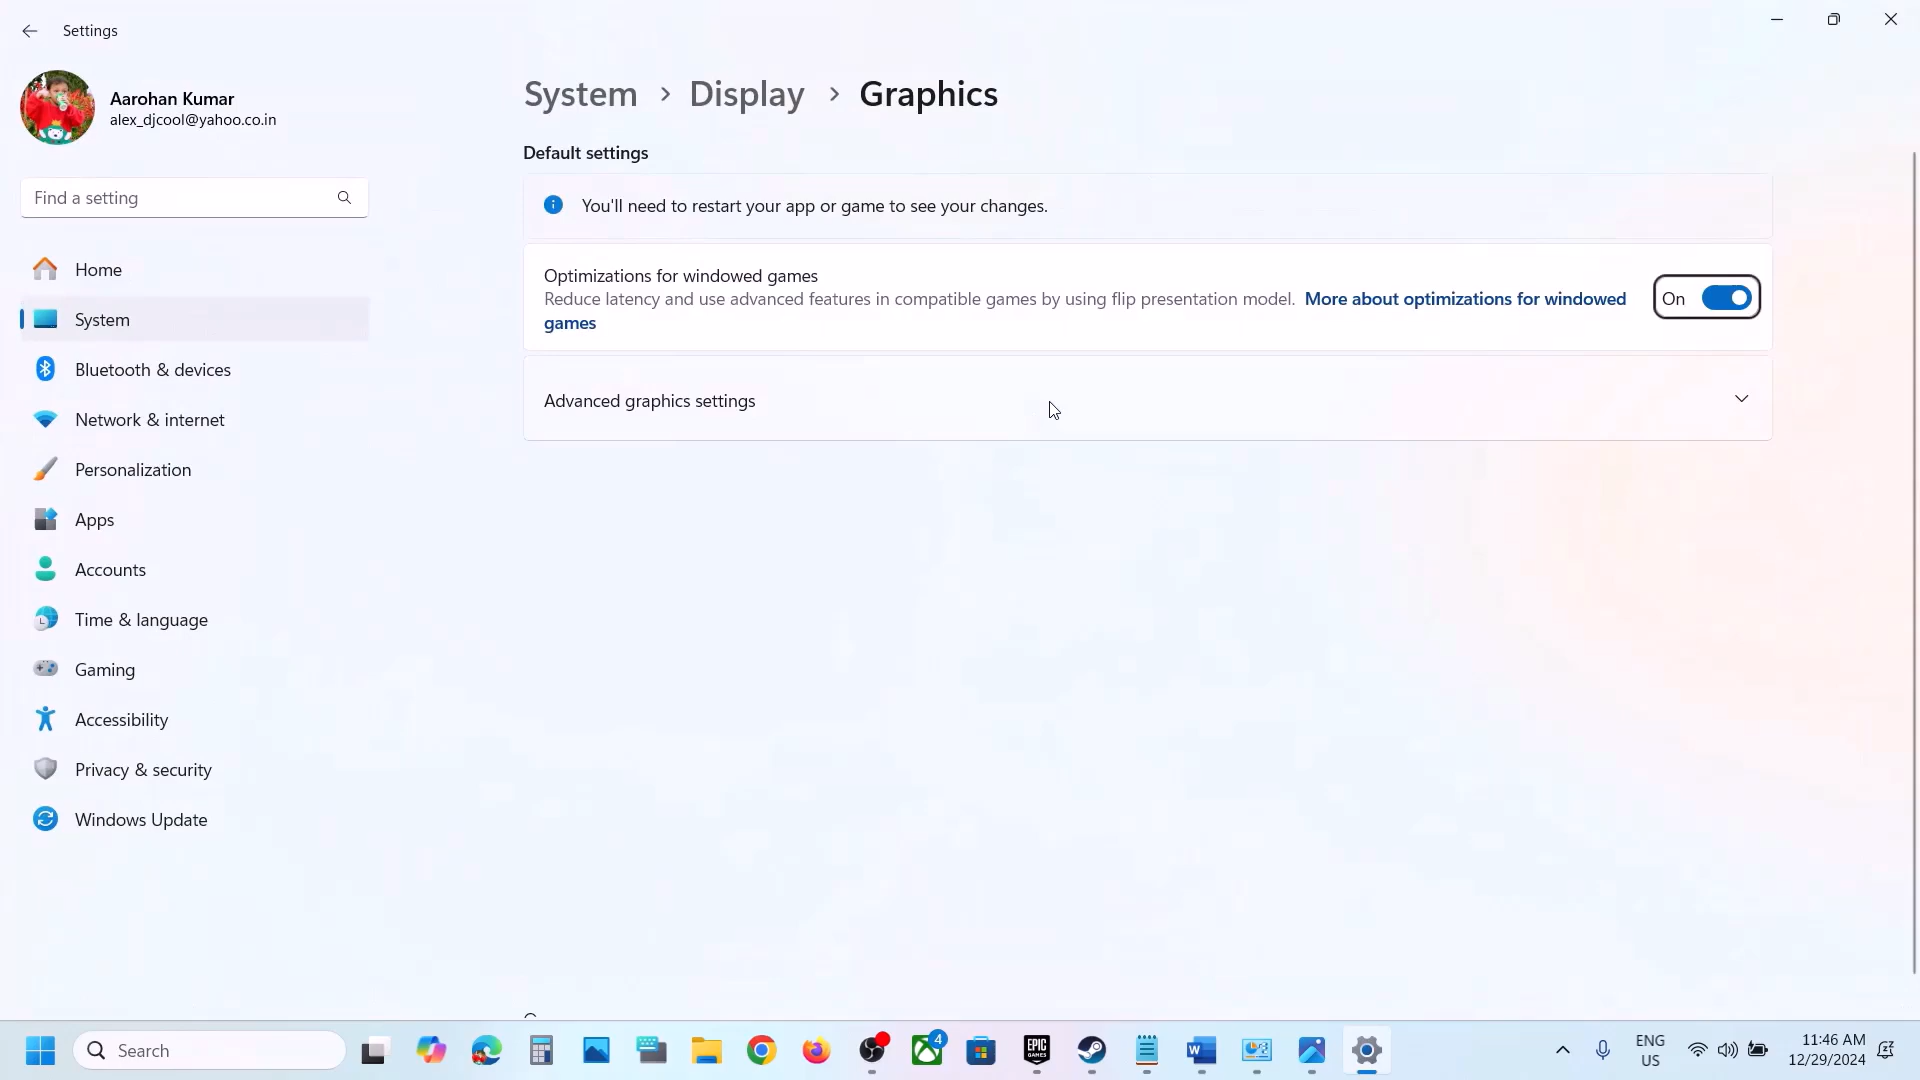 Settings
Aarohan Kumar
alex_djcool@yahoo.co.in
Find a setting
Home
System
Bluetooth & devices
Network & internet
Personalization
Apps
Accounts
Time & language
Gaming
Accessibility
Privacy & security
Windows Update
System > Display > Graphics
Default settings
You'll need to restart your app or game to see your changes.
Optimizations for windowed games
Reduce latency and use advanced features in compatible games by using flip presentation model. More about optimizations for windowed
games
On
Advanced graphics settings
Search
4
EPIC
GAMES
W
ENG
US
11:46 AM
12/29/2024